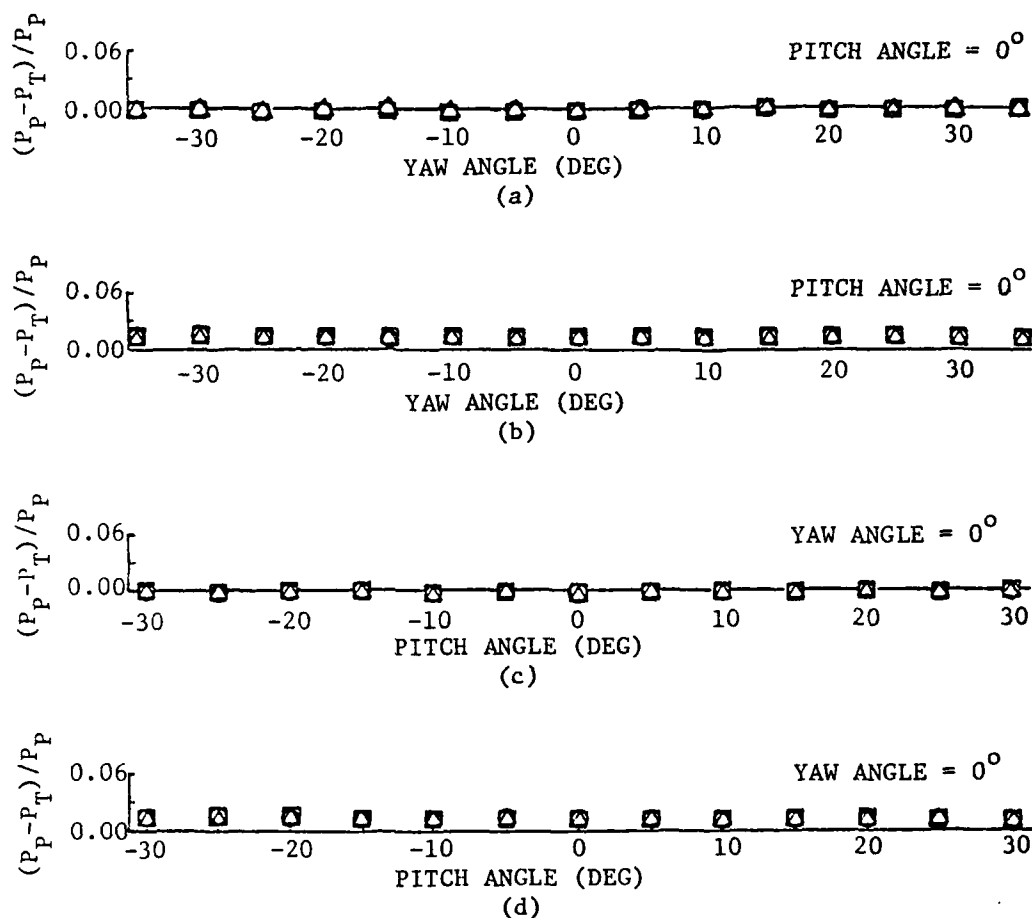 (P_P-P_T)/P_P
0.06
0.00
PITCH ANGLE = 0°
-30 -20 -10 0 10 20 30
YAW ANGLE (DEG)
(a)
(P_P-P_T)/P_P
0.06
0.00
PITCH ANGLE = 0°
-30 -20 -10 0 10 20 30
YAW ANGLE (DEG)
(b)
(P_P-P_T)/P_P
0.06
0.00
YAW ANGLE = 0°
-30 -20 -10 0 10 20 30
PITCH ANGLE (DEG)
(c)
(P_P-P_T)/P_P
0.06
0.00
YAW ANGLE = 0°
-30 -20 -10 0 10 20 30
PITCH ANGLE (DEG)
(d)